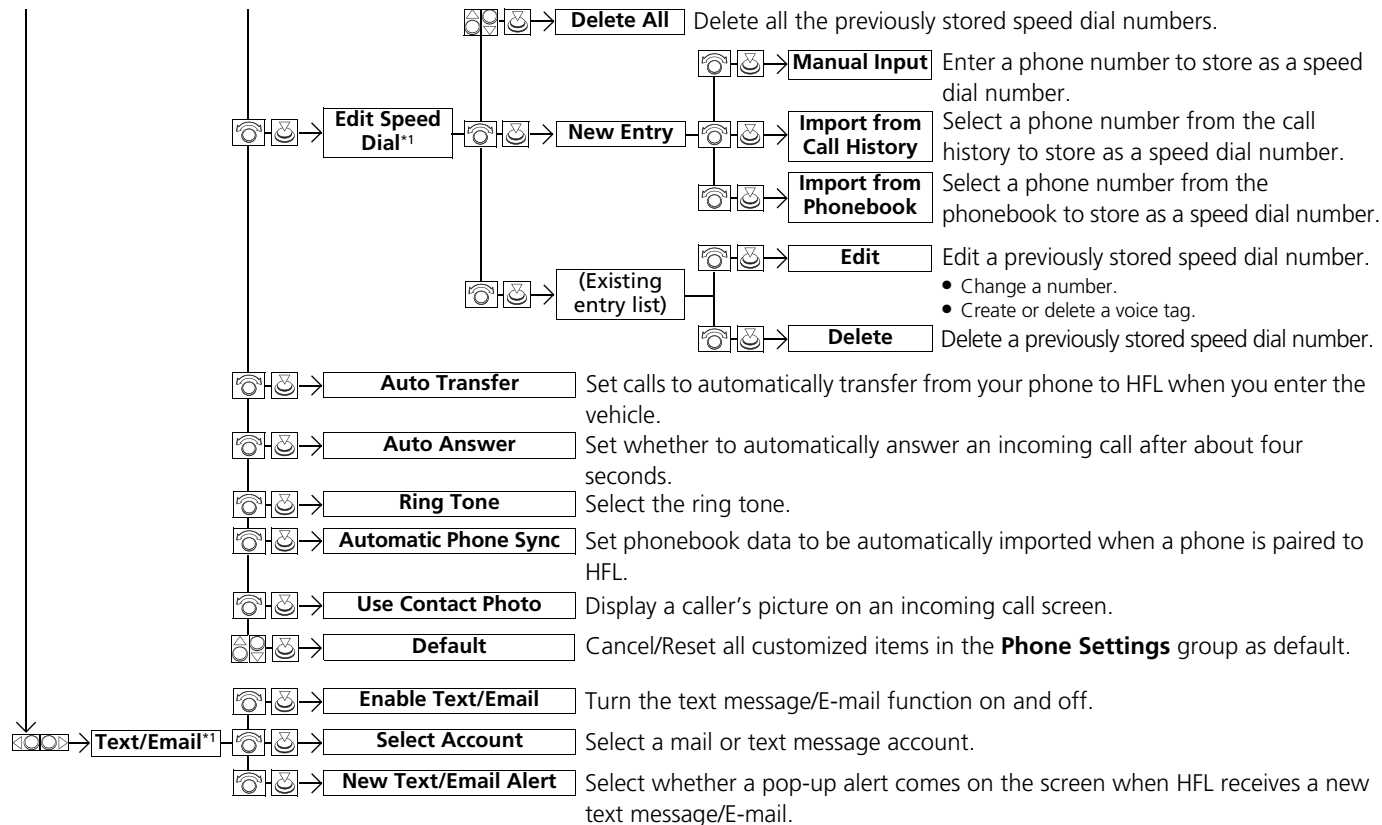 Delete All Delete all the previously stored speed dial numbers.
Manual Input Enter a phone number to store as a speed
dial number.
Edit Speed
Dial*1
New Entry
Import from
Call History
Select a phone number from the call
history to store as a speed dial number.
Import from
Phonebook
Select a phone number from the
phonebook to store as a speed dial number.
(Existing
entry list)
Edit Edit a previously stored speed dial number.
● Change a number.
● Create or delete a voice tag.
Delete Delete a previously stored speed dial number.
Auto Transfer Set calls to automatically transfer from your phone to HFL when you enter the
vehicle.
Auto Answer Set whether to automatically answer an incoming call after about four
seconds.
Ring Tone Select the ring tone.
Automatic Phone Sync Set phonebook data to be automatically imported when a phone is paired to
HFL.
Use Contact Photo Display a caller’s picture on an incoming call screen.
Default Cancel/Reset all customized items in the Phone Settings group as default.
Enable Text/Email Turn the text message/E-mail function on and off.
Text/Email*1
Select Account Select a mail or text message account.
New Text/Email Alert Select whether a pop-up alert comes on the screen when HFL receives a new
text message/E-mail.